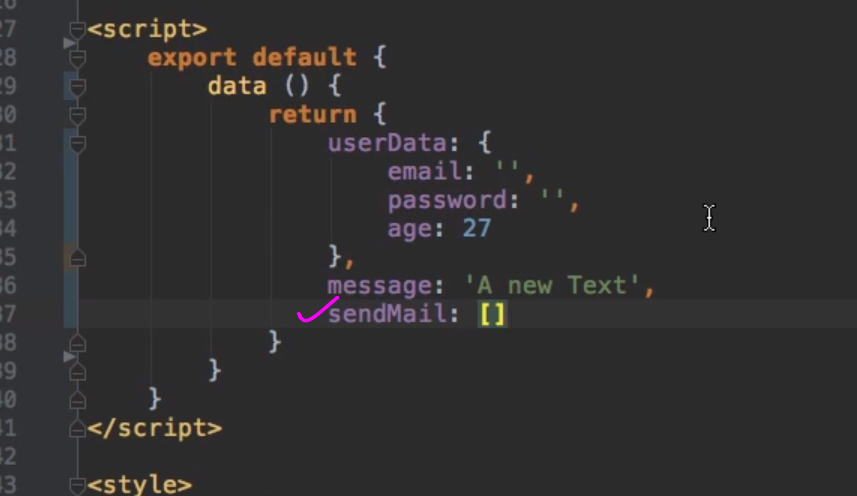 27 <script>
28 export default {
29 data () {
30 return {
31 userData: {
32 email: '',
33 password: '',
34 age: 27
35 },
36 message: 'A new Text',
37 sendMail: []
38 }
39 }
40 }
41 </script>
42
43 <style>